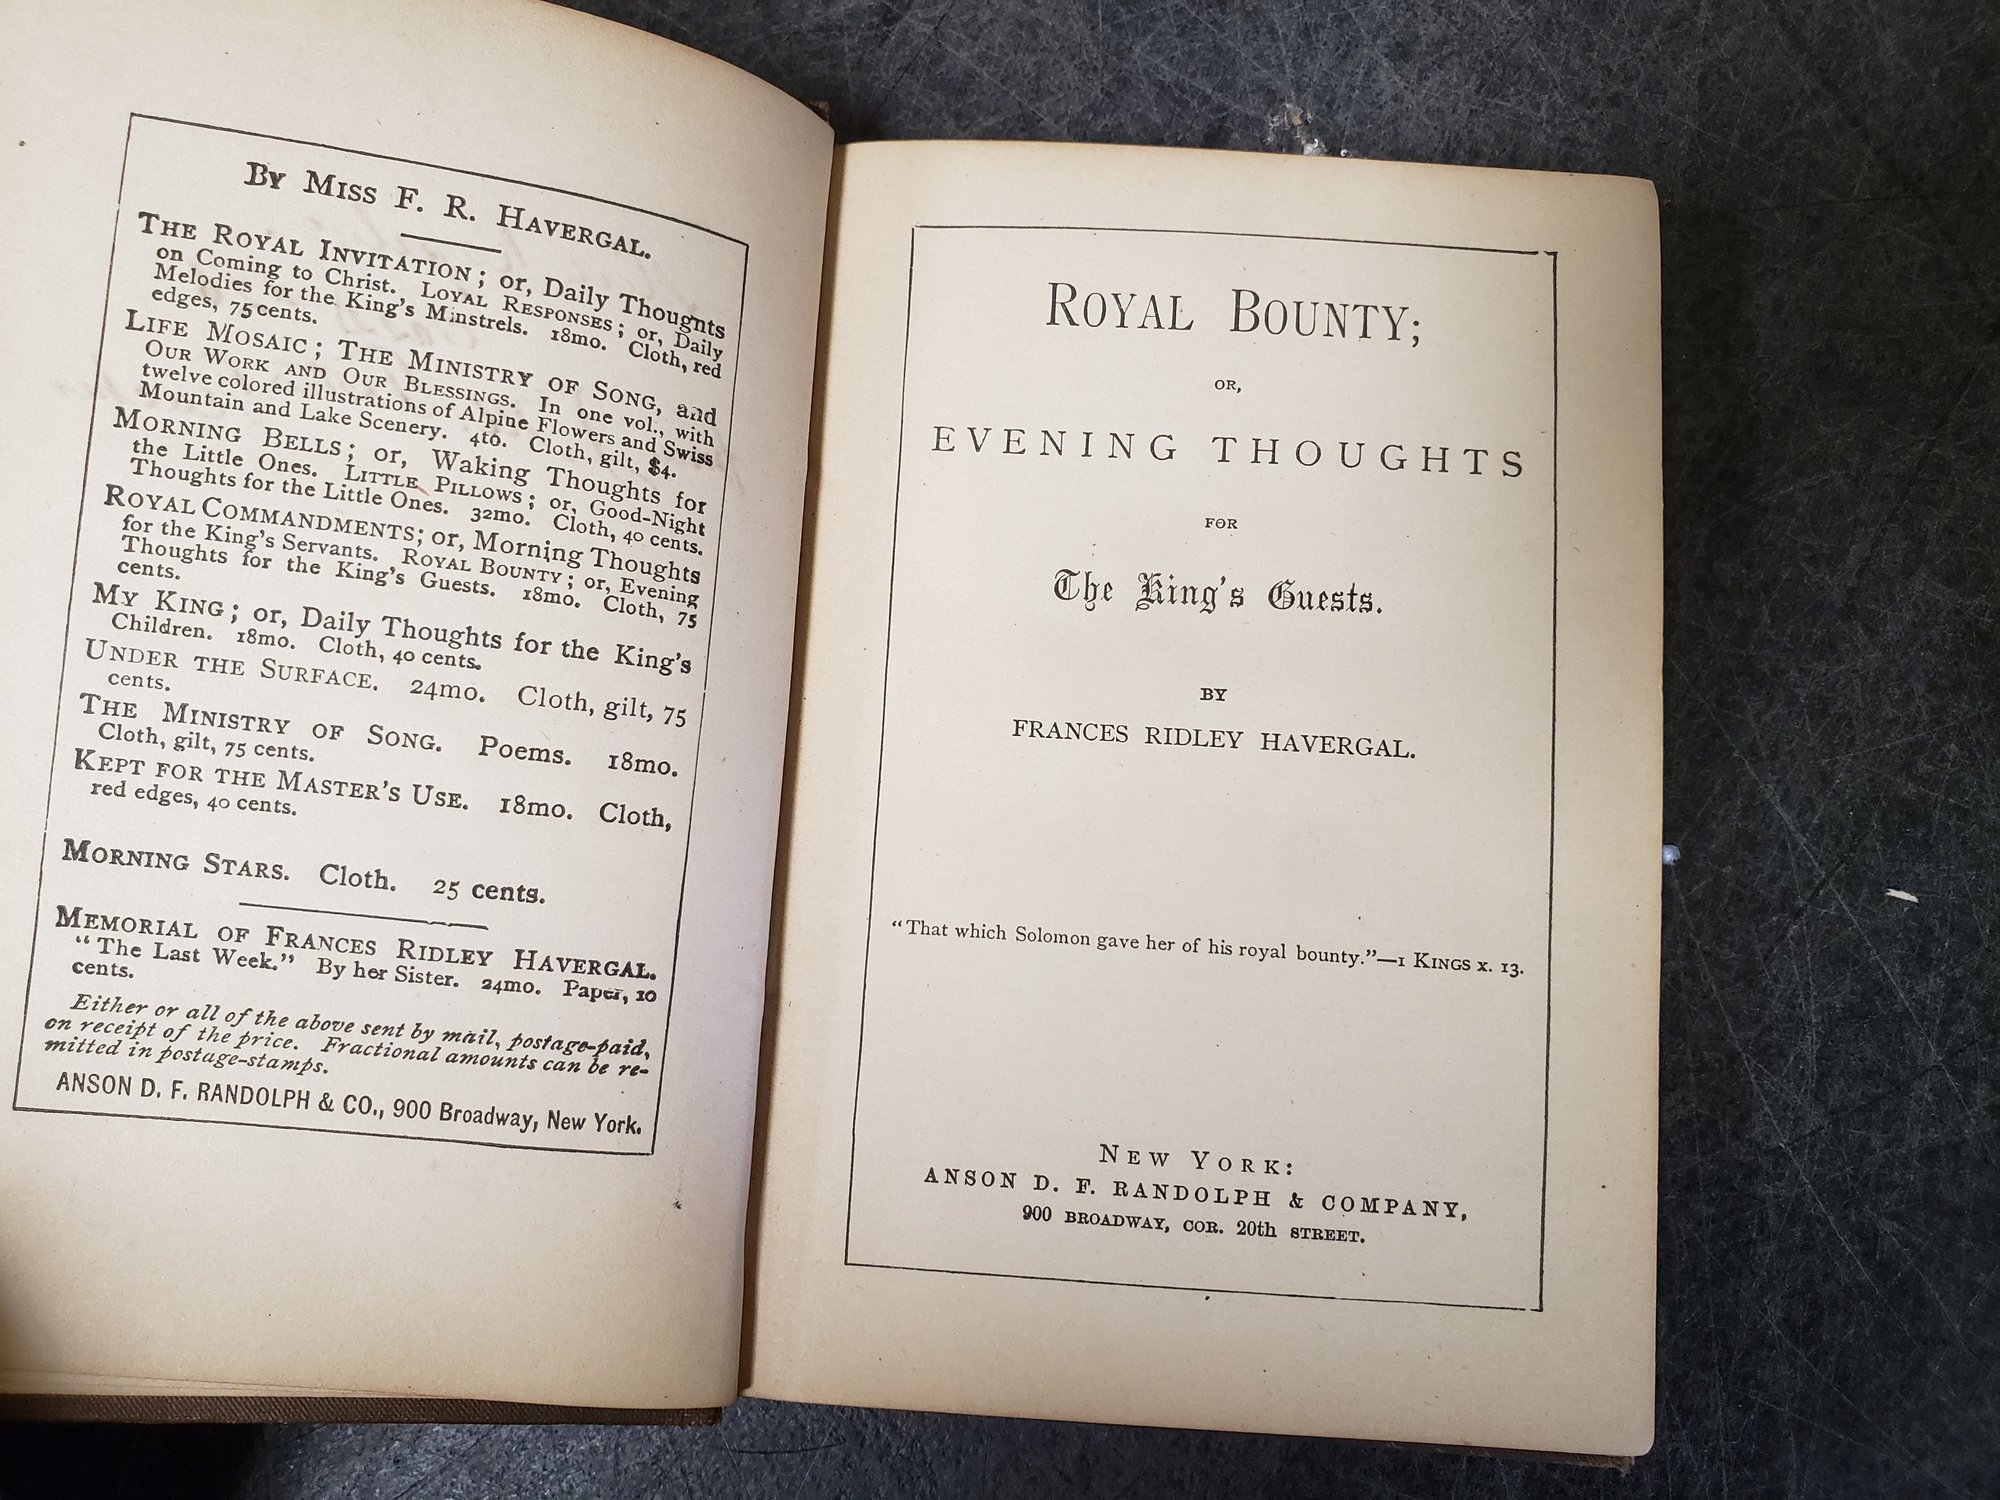 By Miss F. R. Havergal.
The Royal Invitation; or, Daily Thoughts
on Coming to Christ. Loyal Responses; or, Daily
Melodies for the King's Minstrels. 18mo. Cloth, red
edges, 75 cents.
Life Mosaic; The Ministry of Song, and
Our Work and Our Blessings. In one vol., with
twelve colored illustrations of Alpine Flowers and Swiss
Mountain and Lake Scenery. 4to. Cloth, gilt, $4.
Morning Bells; or, Waking Thoughts for
the Little Ones. Little Pillows; or, Good-Night
Thoughts for the Little Ones. 32mo. Cloth, 40 cents.
Royal Commandments; or, Morning Thoughts
for the King's Servants. Royal Bounty; or, Evening
Thoughts for the King's Guests. 18mo. Cloth, 75
cents.
My King; or, Daily Thoughts for the King's
Children. 18mo. Cloth, 40 cents.
Under the Surface. 24mo. Cloth, gilt, 75
cents.
The Ministry of Song. Poems. 18mo.
Cloth, gilt, 75 cents.
Kept for the Master's Use. 18mo. Cloth,
red edges, 40 cents.
Morning Stars. Cloth. 25 cents.
Memorial of Frances Ridley Havergal.
"The Last Week." By her Sister. 24mo. Paper, 10
cents.
Either or all of the above sent by mail, postage-paid,
on receipt of the price. Fractional amounts can be re-
mitted in postage-stamps.
ANSON D. F. RANDOLPH & CO., 900 Broadway, New York.
ROYAL BOUNTY;
OR,
EVENING THOUGHTS
FOR
The King's Guests.
BY
FRANCES RIDLEY HAVERGAL.
"That which Solomon gave her of his royal bounty."—1 Kings x. 13.
New York:
ANSON D. F. RANDOLPH & COMPANY,
900 BROADWAY, COR. 20th STREET.